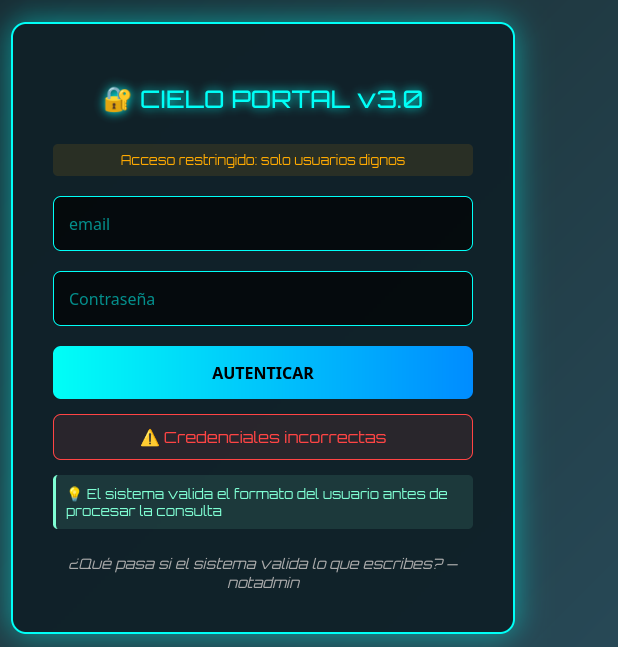 🔐 CIELO PORTAL v3.0
Acceso restringido: solo usuarios dignos
email
Contraseña
AUTENTICAR
⚠️ Credenciales incorrectas
💡 El sistema valida el formato del usuario antes de
procesar la consulta
¿Qué pasa si el sistema valida lo que escribes? —
notadmin